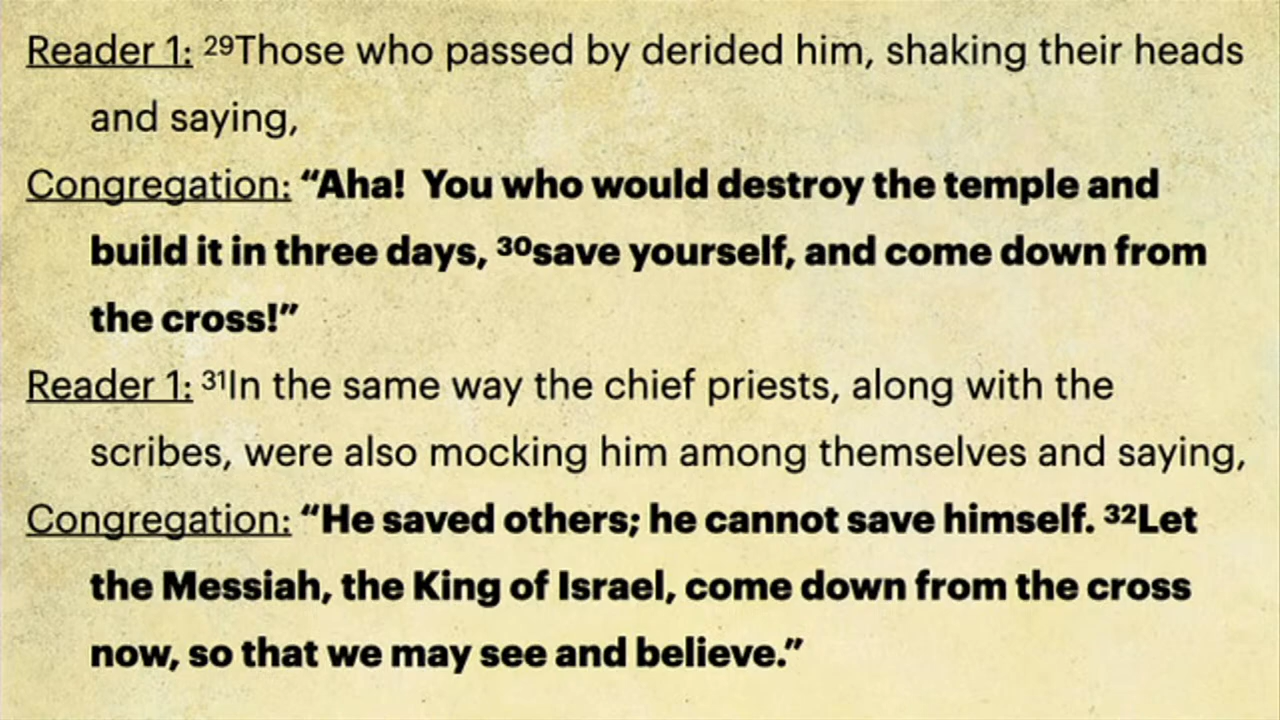 Reader 1: ²⁹Those who passed by derided him, shaking their heads
and saying,
Congregation: “Aha!  You who would destroy the temple and
build it in three days, ³⁰save yourself, and come down from
the cross!”
Reader 1: ³¹In the same way the chief priests, along with the
scribes, were also mocking him among themselves and saying,
Congregation: “He saved others; he cannot save himself. ³²Let
the Messiah, the King of Israel, come down from the cross
now, so that we may see and believe.”